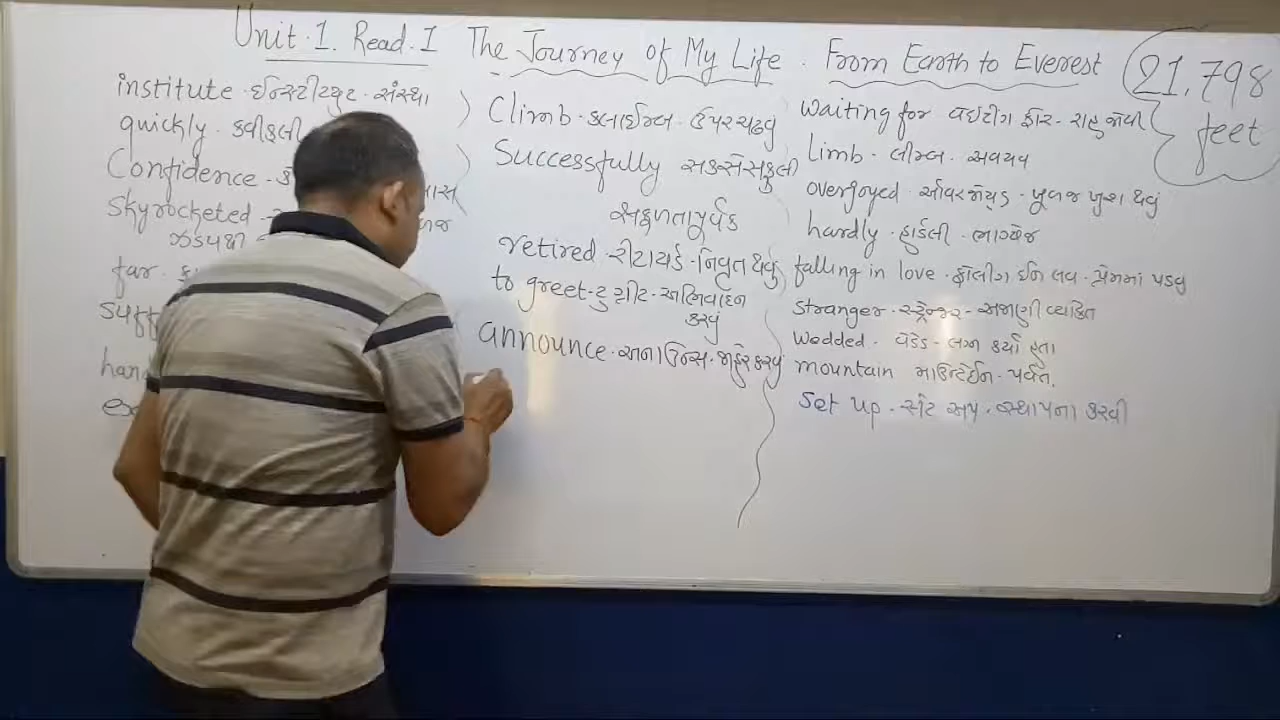 Unit.1. Read.I The Journey of My Life. From Earth to Everest
21,798 feet
institute. ઈન્સ્ટીટ્યુટ. સંસ્થા
quickly. ક્વીકલી
Confidence.
Skyrocketed
ઝડપથી
far.
Climb. કલાઈમ્બ. ઉપર ચઢવું
Successfully સક્સેસફુલી
સફળતાપૂર્વક
retired. રીટાયર્ડ. નિવૃત થવું
to greet. ટુ ગ્રીટ. અભિવાદન
કરવું
announce. અનાઉન્સ. જાહેર કરવું
waiting for વઈટીંગ ફોર - રાહ જોવી
limb. લીમ્બ. અવયવ
overjoyed. ઓવરજોય્ડ. ખૂબજ ખુશ થવું
hardly. હાર્ડલી. ભાગ્યેજ
falling in love. ફોલીંગ ઈન લવ. પ્રેમમાં પડવું
Stranger. સ્ટ્રેન્જર - અજાણી વ્યકિત
Wedded. વેડેડ - લગ્ન કર્યા હતા
mountain માઉન્ટેઈન. પર્વત.
Set up. સેટ અપ. સ્થાપના કરવી